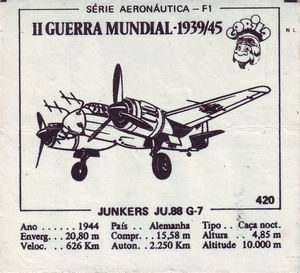 SÉRIE AERONÁUTICA – F1
II GUERRA MUNDIAL - 1939/45
GORILA
N L
420
JUNKERS JU.88 G-7
Ano . . . . . 1944 País . . Alemanha Tipo . . Caça noct.
Enverg. . . 20,80 m Compr. . . 15,58 m Altura . . . 4,85 m
Veloc. . . 626 Km Auton. . 2.250 Km Altitude 10.000 m